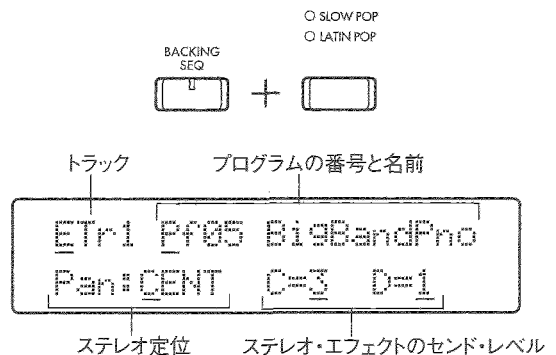 ○ SLOW POP
○ LATIN POP
BACKING
SEQ
+
トラック
プログラムの番号と名前
ETr1 Pf05 BigBandPno
Pan:CENT C=3 D=1
ステレオ定位
ステレオ・エフェクトのセンド・レベル